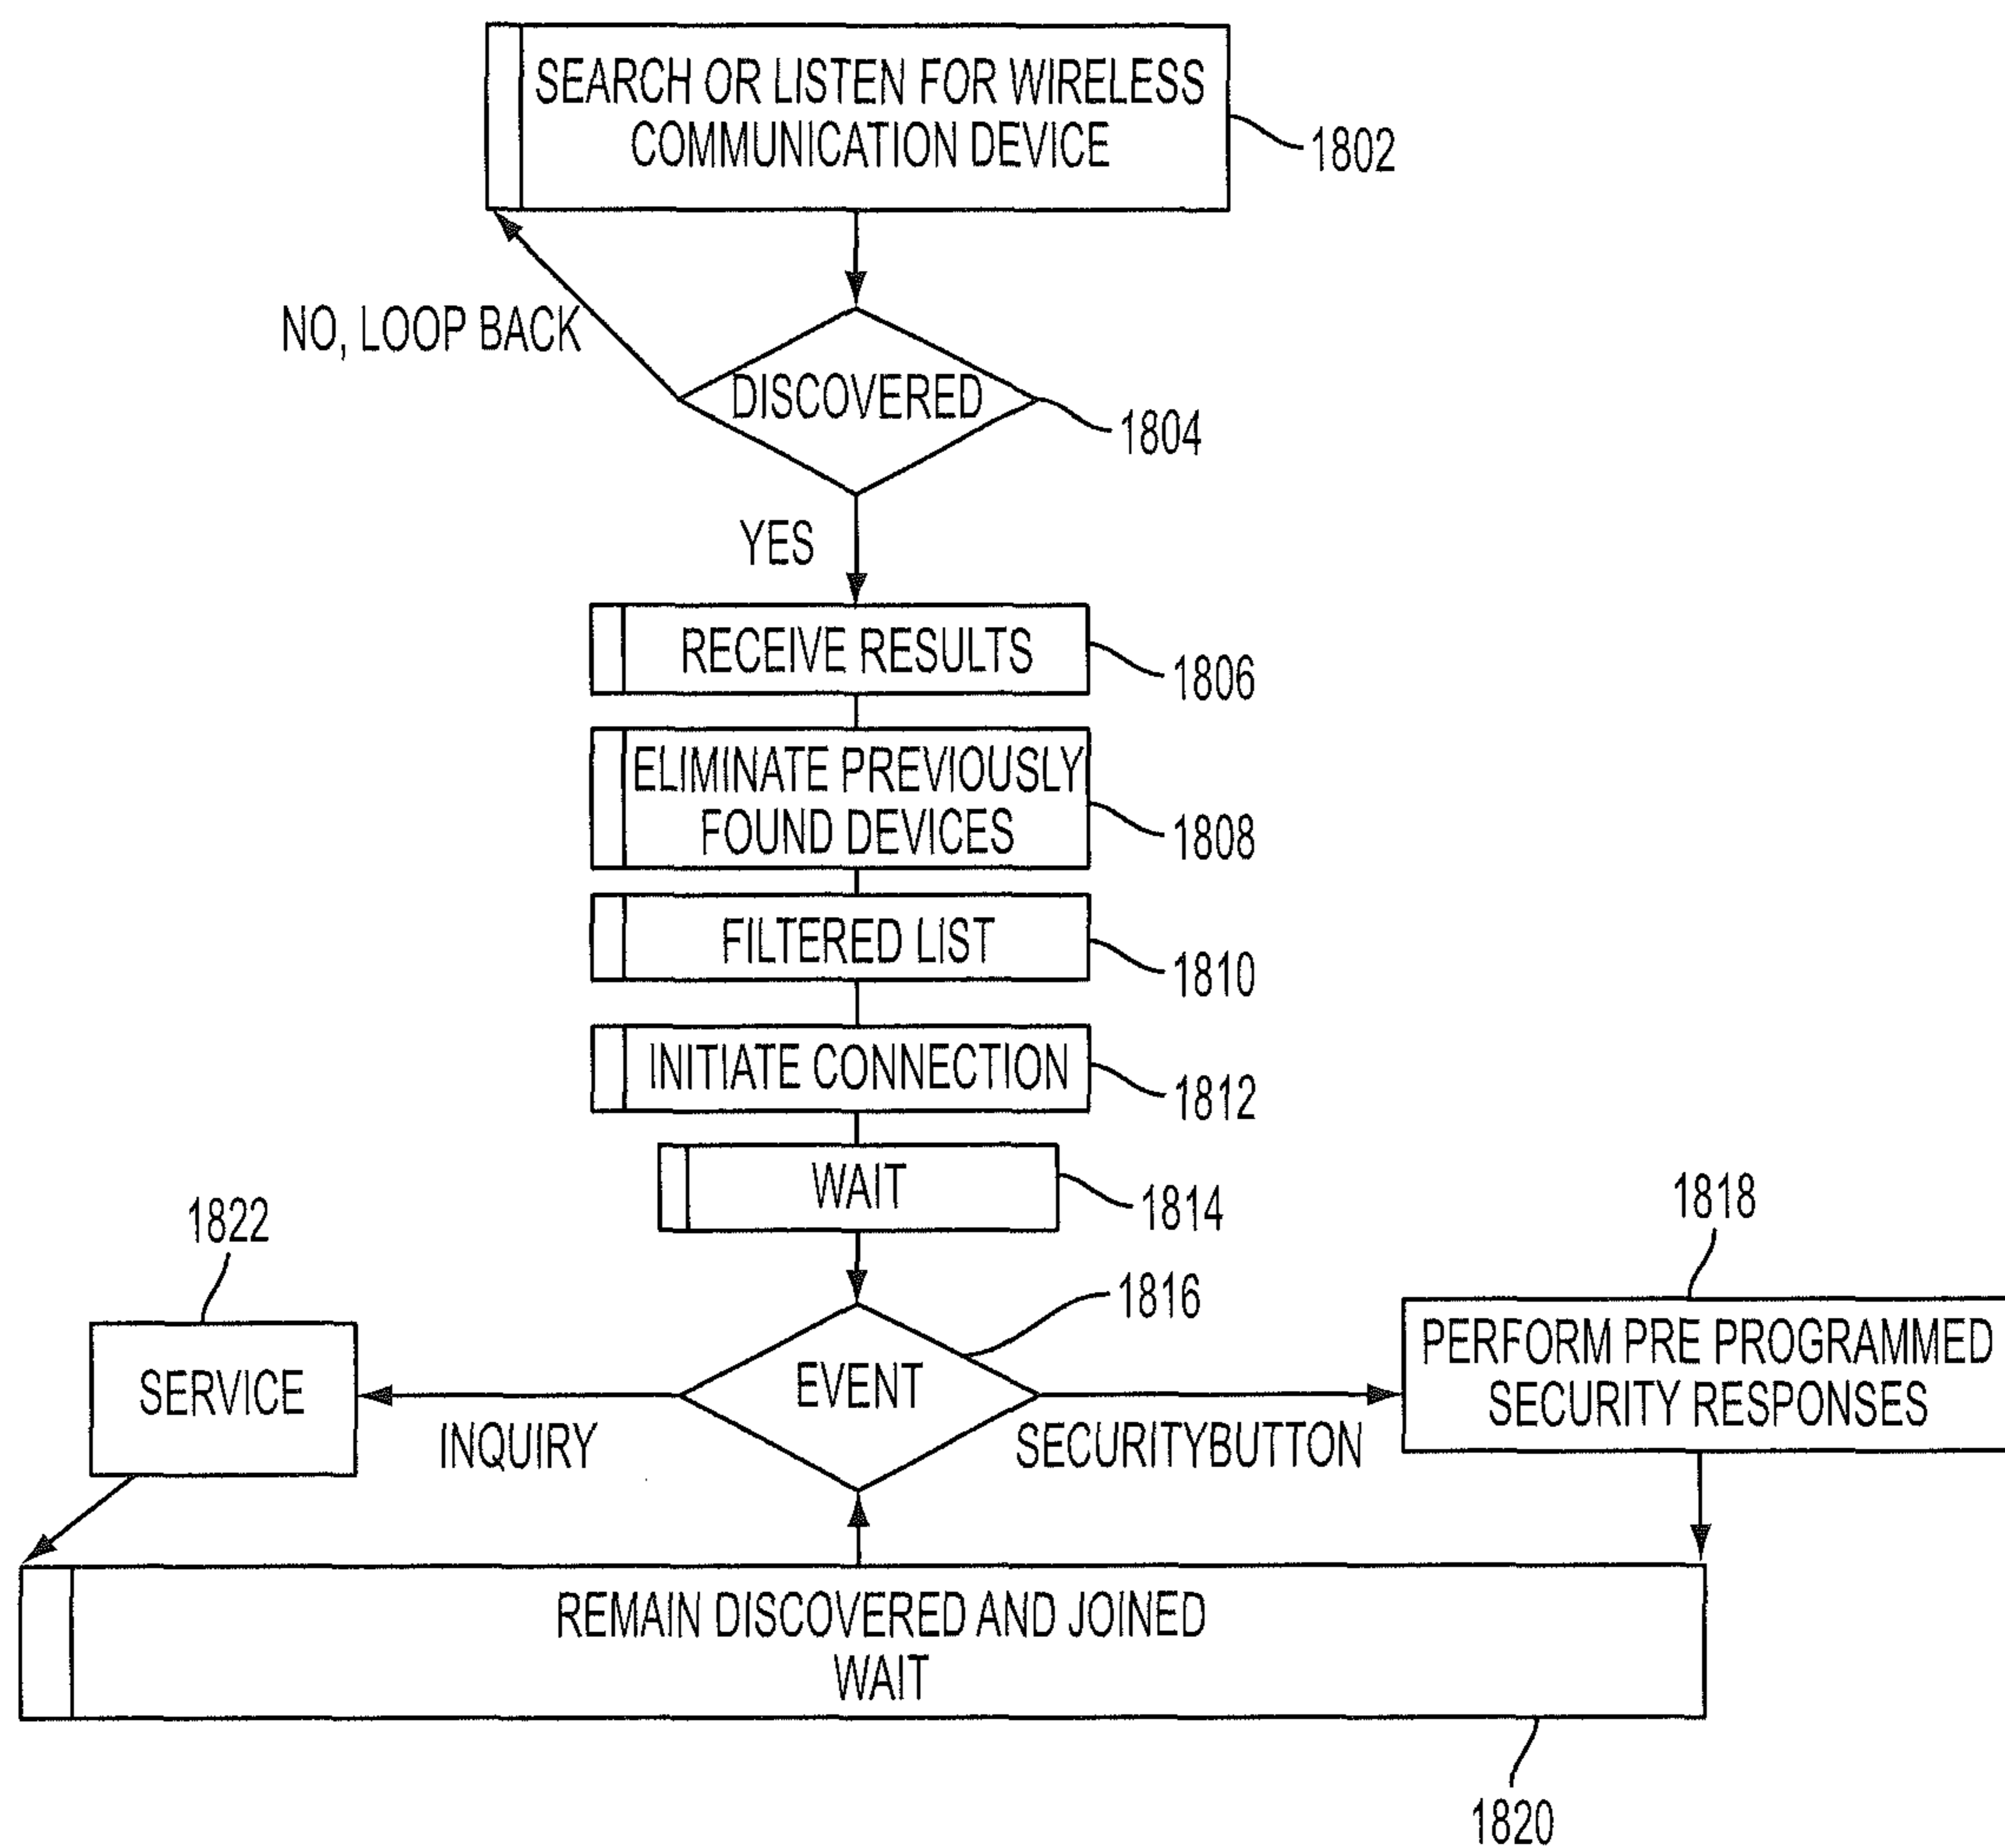 SEARCH OR LISTEN FOR WIRELESS
COMMUNICATION DEVICE
1802
NO, LOOP BACK
DISCOVERED
1804
YES
RECEIVE RESULTS
1806
ELIMINATE PREVIOUSLY
FOUND DEVICES
1808
FILTERED LIST
1810
INITIATE CONNECTION
1812
WAIT
1814
1822
1816
1818
SERVICE
INQUIRY
EVENT
SECURITYBUTTON
PERFORM PRE PROGRAMMED
SECURITY RESPONSES
REMAIN DISCOVERED AND JOINED
WAIT
1820